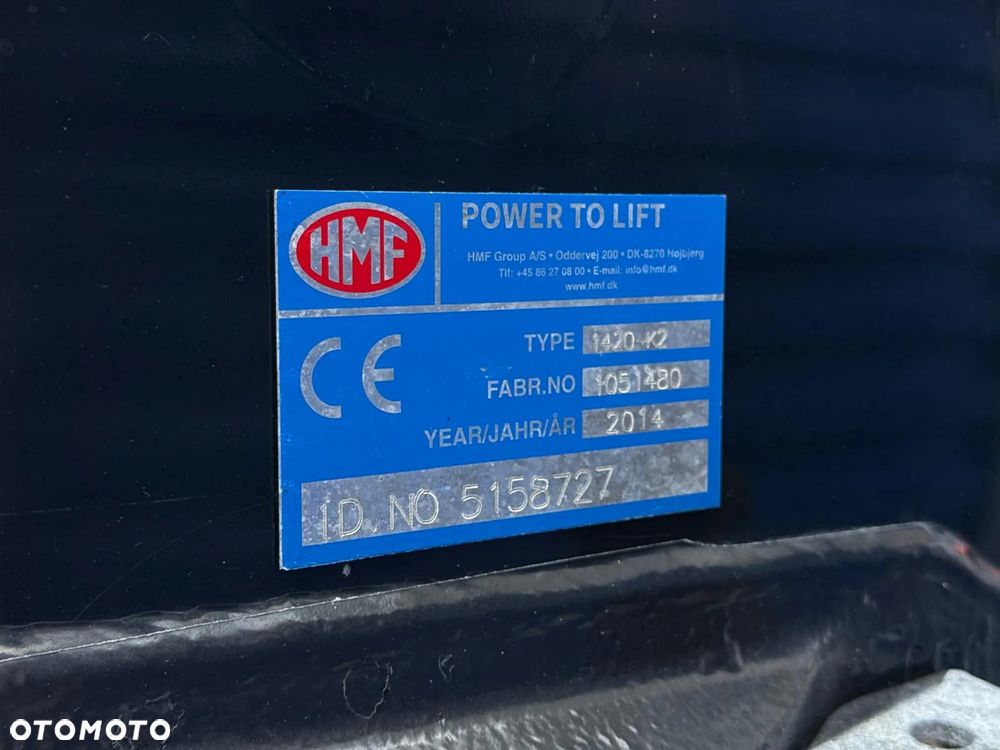 HMF
POWER TO LIFT
HMF Group A/S • Oddervej 200 • DK-8270 Højbjerg
Tlf: +45 86 27 08 00 • E-mail: info@hmf.dk
www.hmf.dk
CE
TYPE 1420-K2
FABR.NO 1051480
YEAR/JAHR/ÅR 2014
ID.NO 5158727
OTOMOTO